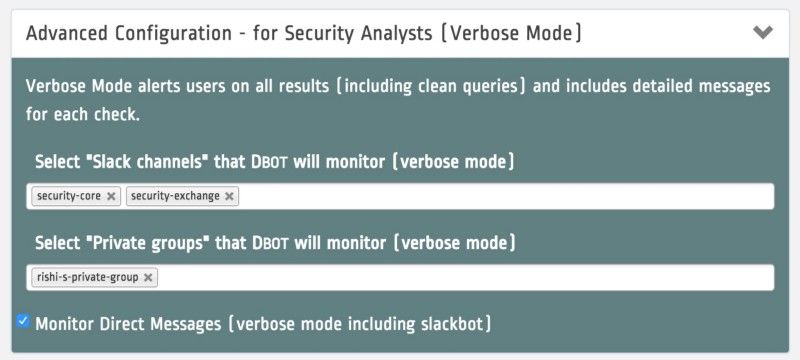 Advanced Configuration - for Security Analysts (Verbose Mode)
Verbose Mode alerts users on all results (including clean queries) and includes detailed messages
for each check.
Select "Slack channels" that DBOT will monitor (verbose mode)
security-core × security-exchange ×
Select "Private groups" that DBOT will monitor (verbose mode)
rishi-s-private-group ×
Monitor Direct Messages (verbose mode including slackbot)